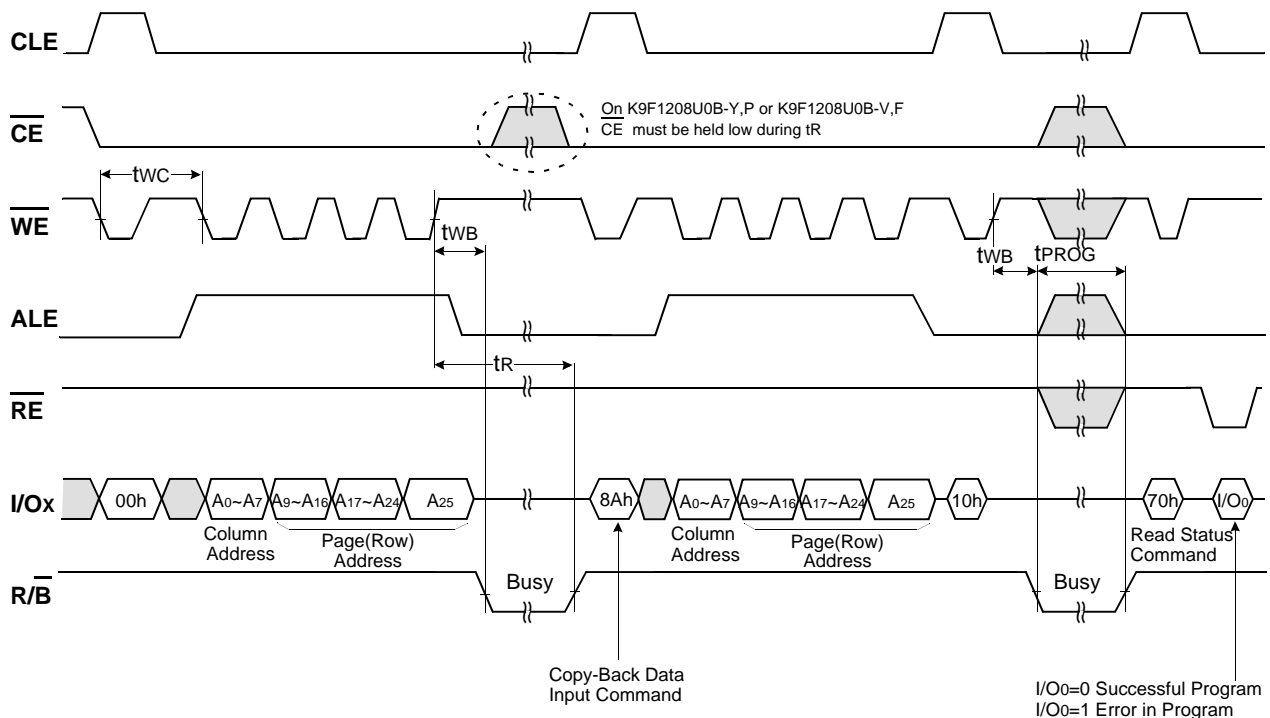 CLE
On K9F1208U0B-Y,P or K9F1208U0B-V,F
CE must be held low during tR
CE
tWC
WE
tWB
tWB
tPROG
ALE
tR
RE
I/Ox
00h
A0~A7
A9~A16
A17~A24
A25
8Ah
A0~A7
A9~A16
A17~A24
A25
10h
70h
I/O0
Column
Address
Page(Row)
Address
Column
Address
Page(Row)
Address
Read Status
Command
R/B
Busy
Busy
Copy-Back Data
Input Command
I/O0=0 Successful Program
I/O0=1 Error in Program